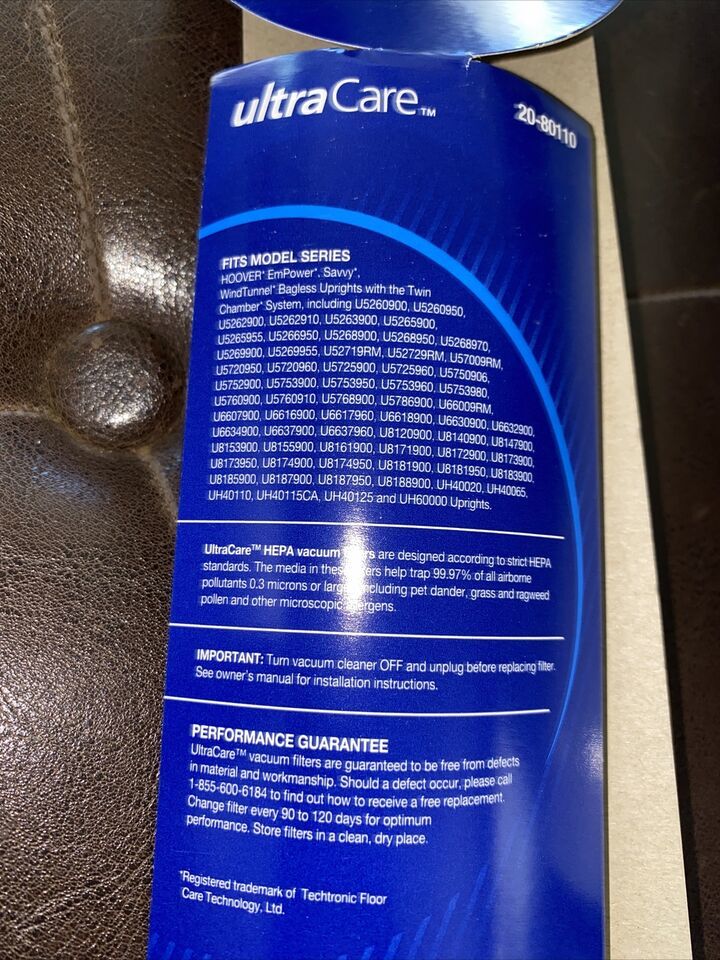 ultraCare™
20-80110
FITS MODEL SERIES
HOOVER* EmPower*, Savvy*,
WindTunnel* Bagless Uprights with the Twin
Chamber* System, including U5260900, U5260950,
U5262900, U5262910, U5263900, U5265900,
U5265955, U5266950, U5268900, U5268950, U5268970,
U5269900, U5269955, U52719RM, U52729RM, U57009RM,
U5720950, U5720960, U5725900, U5725960, U5750906,
U5752900, U5753900, U5753950, U5753960, U5753980,
U5760900, U5760910, U5768900, U5786900, U66009RM,
U6607900, U6616900, U6617960, U6618900, U6630900, U6632900,
U6634900, U6637900, U6637960, U8120900, U8140900, U8147900,
U8153900, U8155900, U8161900, U8171900, U8172900, U8173900,
U8173950, U8174900, U8174950, U8181900, U8181950, U8183900,
U8185900, U8187900, U8187950, U8188900, UH40020, UH40065,
UH40110, UH40115CA, UH40125 and UH60000 Uprights.
UltraCare™ HEPA vacuum filters are designed according to strict HEPA
standards. The media in these filters help trap 99.97% of all airborne
pollutants 0.3 microns or larger, including pet dander, grass and ragweed
pollen and other microscopic allergens.
IMPORTANT: Turn vacuum cleaner OFF and unplug before replacing filter.
See owner's manual for installation instructions.
PERFORMANCE GUARANTEE
UltraCare™ vacuum filters are guaranteed to be free from defects
in material and workmanship. Should a defect occur, please call
1-855-600-6184 to find out how to receive a free replacement.
Change filter every 90 to 120 days for optimum
performance. Store filters in a clean, dry place.
*Registered trademark of Techtronic Floor
Care Technology, Ltd.